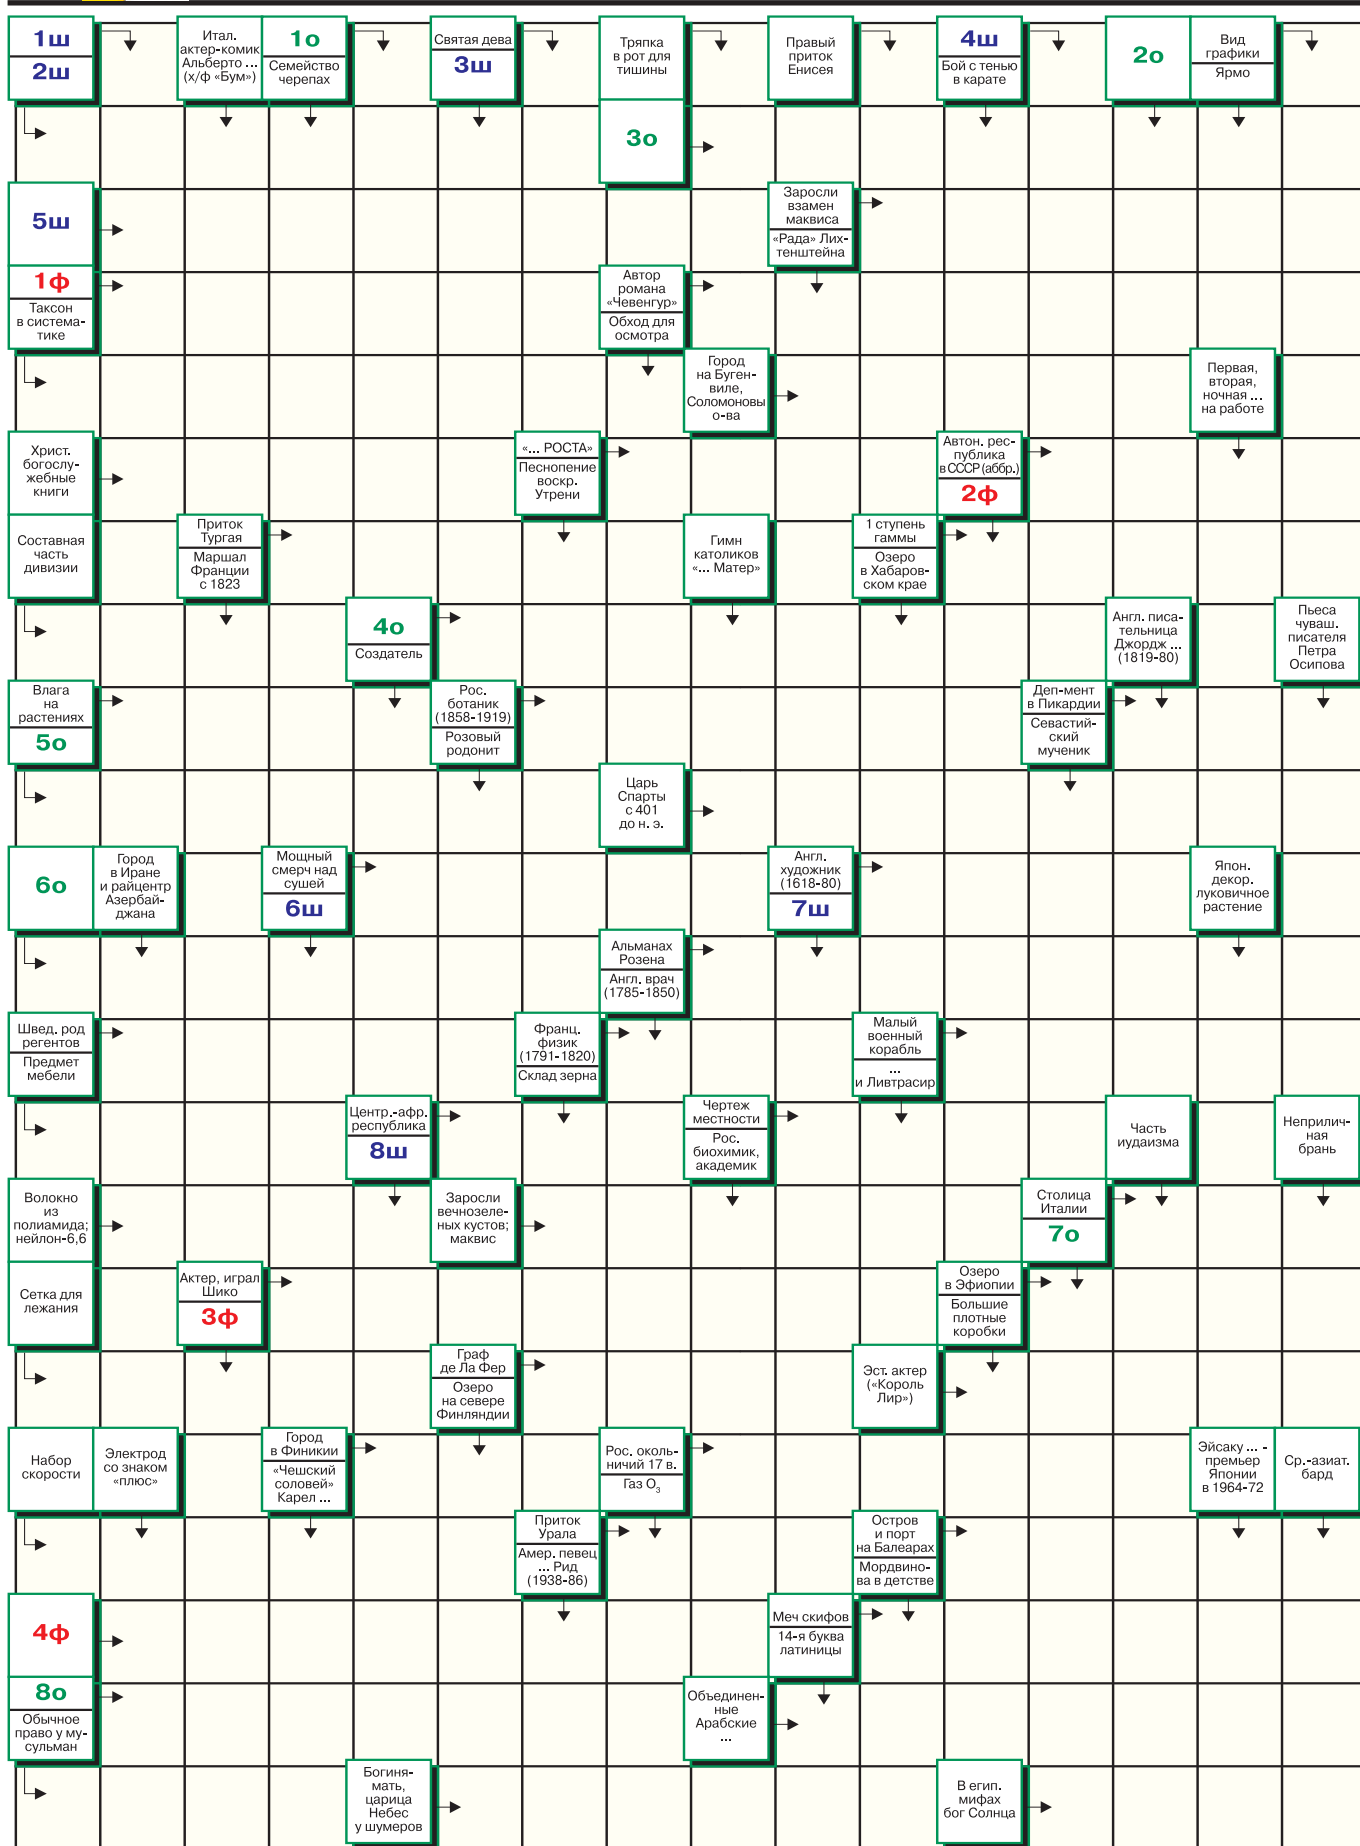 1ш
2ш
Итал.
актер-комик
Альберто ...
(х/ф «Бум»)
1о
Семейство
черепах
Святая дева
3ш
Тряпка
в рот для
тишины
Правый
приток
Енисея
4ш
Бой с тенью
в карате
2о
Вид
графики
Ярмо
3о
5ш
Заросли
взамен
маквиса
«Рада» Лих-
тенштейна
1ф
Таксон
в система-
тике
Автор
романа
«Чевенгур»
Обход для
осмотра
Город
на Буген-
виле,
Соломоновы
о-ва
Первая,
вторая,
ночная ...
на работе
Христ.
богослу-
жебные
книги
«... РОСТА»
Песнопение
воскр.
Утрени
Автон. рес-
публика
в СССР (аббр.)
2ф
Составная
часть
дивизии
Приток
Тургая
Маршал
Франции
с 1823
Гимн
католиков
«... Матер»
1 ступень
гаммы
Озеро
в Хабаров-
ском крае
4о
Создатель
Англ. писа-
тельница
Джордж ...
(1819-80)
Пьеса
чуваш.
писателя
Петра
Осипова
Влага
на
растениях
5о
Рос.
ботаник
(1858-1919)
Розовый
родонит
Деп-мент
в Пикардии
Севастий-
ский
мученик
Царь
Спарты
с 401
до н. э.
6о
Город
в Иране
и райцентр
Азербай-
джана
Мощный
смерч над
сушей
6ш
Англ.
художник
(1618-80)
7ш
Япон.
декор.
луковичное
растение
Альманах
Розена
Англ. врач
(1785-1850)
Швед. род
регентов
Предмет
мебели
Франц.
физик
(1791-1820)
Склад зерна
Малый
военный
корабль
...
и Ливтрасир
Центр.-афр.
республика
8ш
Чертеж
местности
Рос.
биохимик,
академик
Часть
иудаизма
Неприлич-
ная
брань
Волокно
из
полиамида;
нейлон-6,6
Заросли
вечнозеле-
ных кустов;
маквис
Столица
Италии
7о
Сетка для
лежания
Актер, играл
Шико
3ф
Озеро
в Эфиопии
Большие
плотные
коробки
Граф
де Ла Фер
Озеро
на севере
Финляндии
Эст. актер
(«Король
Лир»)
Набор
скорости
Электрод
со знаком
«плюс»
Город
в Финикии
«Чешский
соловей»
Карел ...
Рос. околь-
ничий 17 в.
Газ O3
Эйсаку ... -
премьер
Японии
в 1964-72
Ср.-азиат.
бард
Приток
Урала
Амер. певец
... Рид
(1938-86)
Остров
и порт
на Балеарах
Мордвино-
ва в детстве
4ф
Меч скифов
14-я буква
латиницы
8о
Обычное
право у му-
сульман
Объединен-
ные
Арабские
...
Богиня-
мать,
царица
Небес
у шумеров
В егип.
мифах
бог Солнца